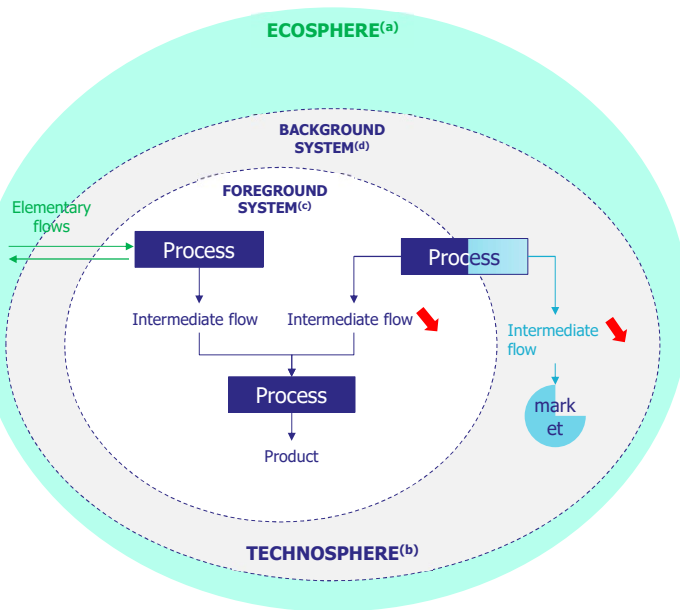 ECOSPHERE(a)
BACKGROUND
SYSTEM(d)
FOREGROUND
SYSTEM(c)
Elementary
flows
Process
Process
Intermediate flow
Intermediate flow
Intermediate
flow
Process
mark
et
Product
TECHNOSPHERE(b)